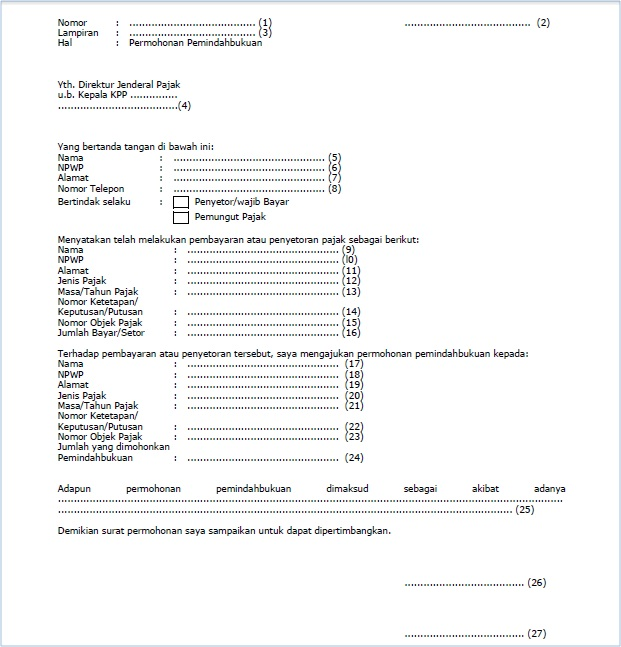 Nomor : ........................................ (1) ........................................ (2)
Lampiran : ........................................ (3)
Hal : Permohonan Pemindahbukuan
Yth. Direktur Jenderal Pajak
u.b. Kepala KPP ...............
.......................................(4)
Yang bertanda tangan di bawah ini:
Nama : ................................................. (5)
NPWP : ................................................. (6)
Alamat : ................................................. (7)
Nomor Telepon : ................................................. (8)
Bertindak selaku : Penyetor/wajib Bayar
Pemungut Pajak
Menyatakan telah melakukan pembayaran atau penyetoran pajak sebagai berikut:
Nama : ................................................. (9)
NPWP : ................................................. (l0)
Alamat : ................................................. (11)
Jenis Pajak : ................................................. (12)
Masa/Tahun Pajak : ................................................. (13)
Nomor Ketetapan/
Keputusan/Putusan : ................................................. (14)
Nomor Objek Pajak : ................................................. (15)
Jumlah Bayar/Setor : ................................................. (16)
Terhadap pembayaran atau penyetoran tersebut, saya mengajukan permohonan pemindahbukuan kepada:
Nama : ................................................. (17)
NPWP : ................................................. (18)
Alamat : ................................................. (19)
Jenis Pajak : ................................................. (20)
Masa/Tahun Pajak : ................................................. (21)
Nomor Ketetapan/
Keputusan/Putusan : ................................................. (22)
Nomor Objek Pajak : ................................................. (23)
Jumlah yang dimohonkan
Pemindahbukuan : ................................................. (24)
Adapun permohonan pemindahbukuan dimaksud sebagai akibat adanya
....................................................................................................................................................................
.................................................................................................................................................... (25)
Demikian surat permohonan saya sampaikan untuk dapat dipertimbangkan.
....................................... (26)
....................................... (27)